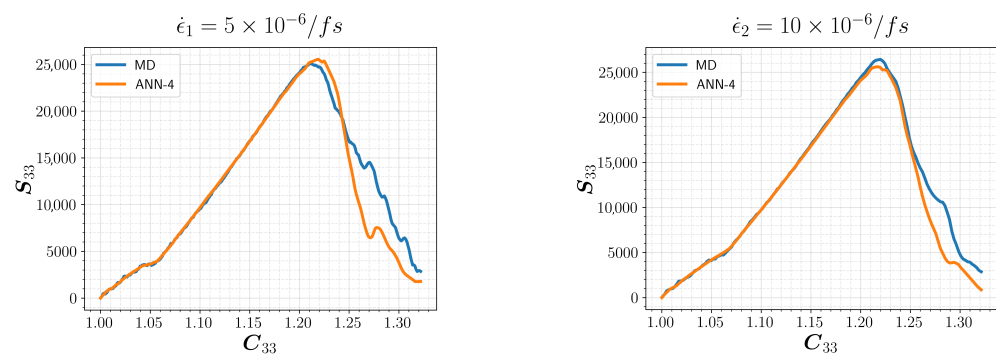 ϵ̇₁ = 5 × 10⁻⁶/fs
25,000
20,000
15,000
10,000
5000
0
MD
ANN-4
S₃₃
1.00 1.05 1.10 1.15 1.20 1.25 1.30
C₃₃
ϵ̇₂ = 10 × 10⁻⁶/fs
25,000
20,000
15,000
10,000
5000
0
MD
ANN-4
S₃₃
1.00 1.05 1.10 1.15 1.20 1.25 1.30
C₃₃